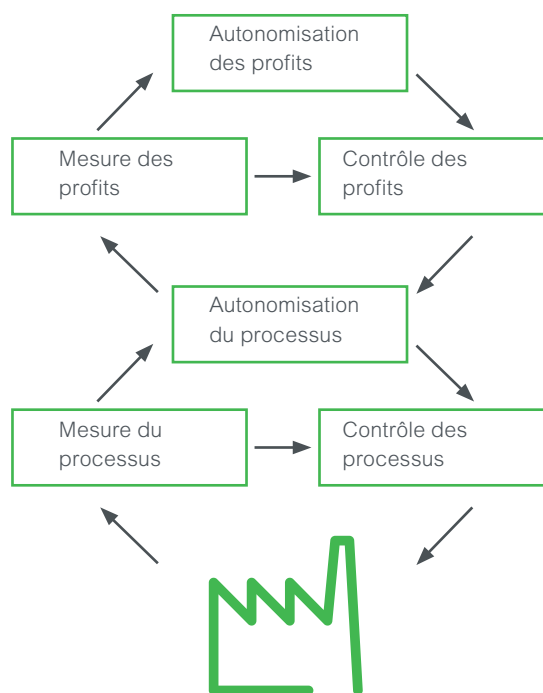 Autonomisation
des profits
Mesure des
profits
Contrôle des
profits
Autonomisation
du processus
Mesure du
processus
Contrôle des
processus